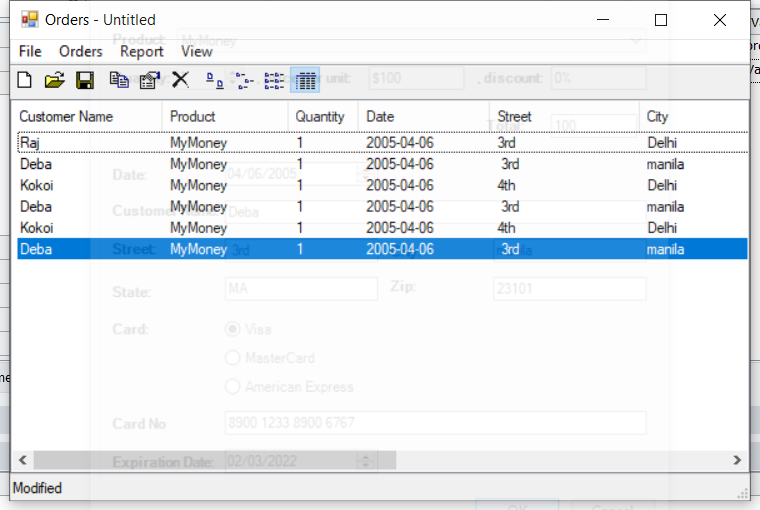 Orders - Untitled
Product: MyMoney
File Orders Report View
unit: $100 , discount: 0%
Customer Name Product Quantity Date Street City
Total: 100
Raj MyMoney 1 2005-04-06 3rd Delhi
Deba MyMoney 1 2005-04-06 3rd manila
Date: 04/06/2005
Kokoi MyMoney 1 2005-04-06 4th Delhi
Deba MyMoney 1 2005-04-06 3rd manila
Customer Name: Deba
Kokoi MyMoney 1 2005-04-06 4th Delhi
Deba MyMoney 1 2005-04-06 3rd manila
Street: 3rd
State: MA Zip: 23101
Card: Visa
MasterCard
American Express
Card No 8900 1233 8900 6767
Expiration Date: 02/03/2022
Modified
OK Cancel